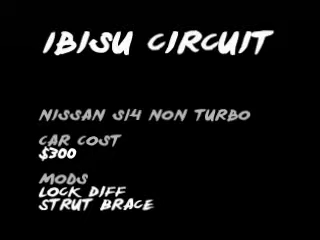 IBISU CIRCUIT
NISSAN S14 NON TURBO
CAR COST
$300
MODS
LOCK DIFF
STRUT BRACE